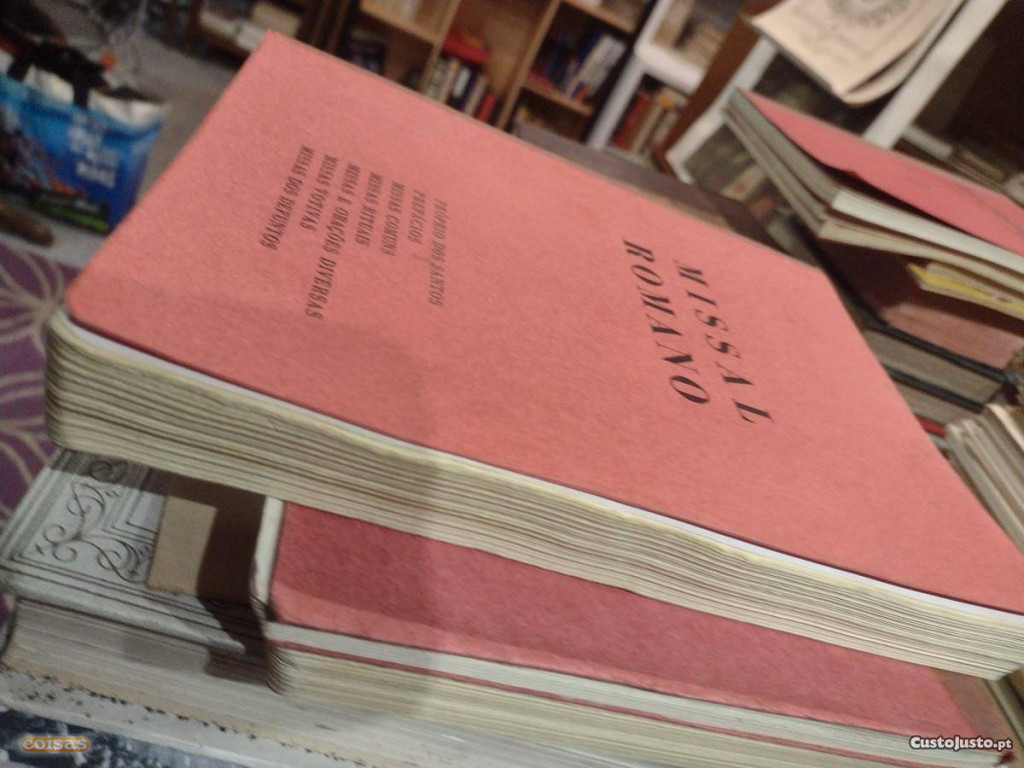 MISSAL
ROMANO
PRÓPRIO DOS SANTOS
PREFÁCIOS
MISSAS COMUNS
MISSAS RITUAIS
MISSAS E ORAÇÕES DIVERSAS
MISSAS VOTIVAS
MISSAS DOS DEFUNTOS
coisas
CustoJusto.pt